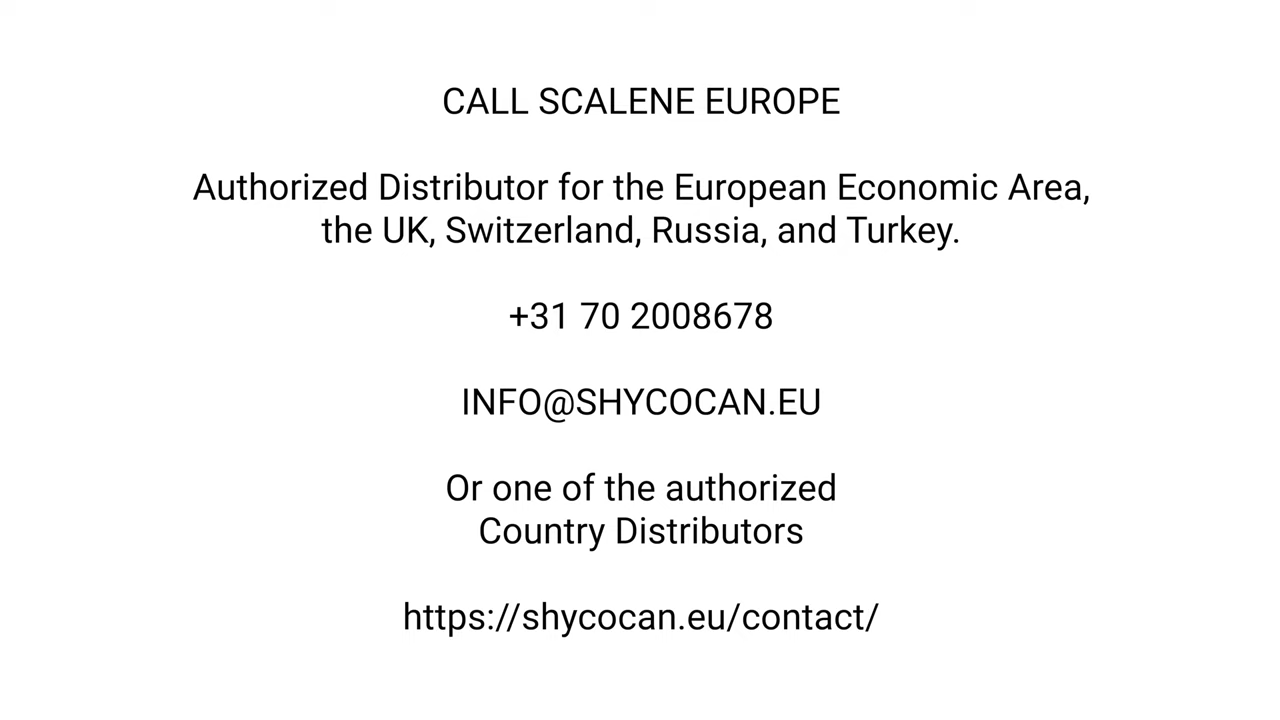 CALL SCALENE EUROPE
Authorized Distributor for the European Economic Area,
the UK, Switzerland, Russia, and Turkey.
+31 70 2008678
INFO@SHYCOCAN.EU
Or one of the authorized
Country Distributors
https://shycocan.eu/contact/